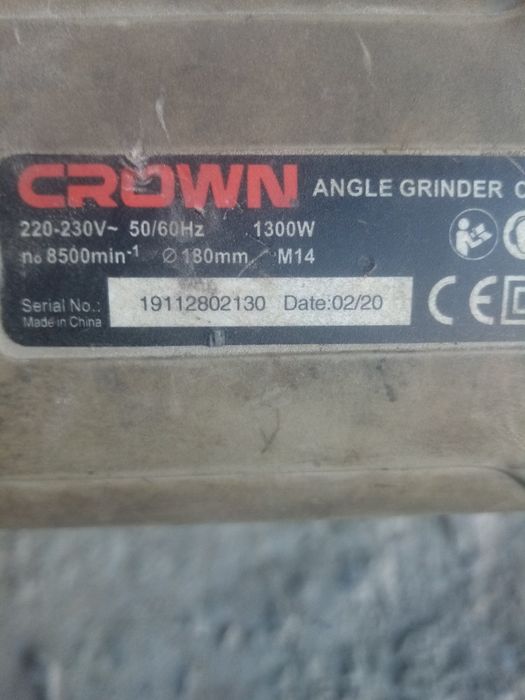 CROWN ANGLE GRINDER
220-230V~ 50/60Hz 1300W
n₀ 8500min⁻¹ ∅180mm M14
Serial No.: 19112802130 Date:02/20
Made in China
CE